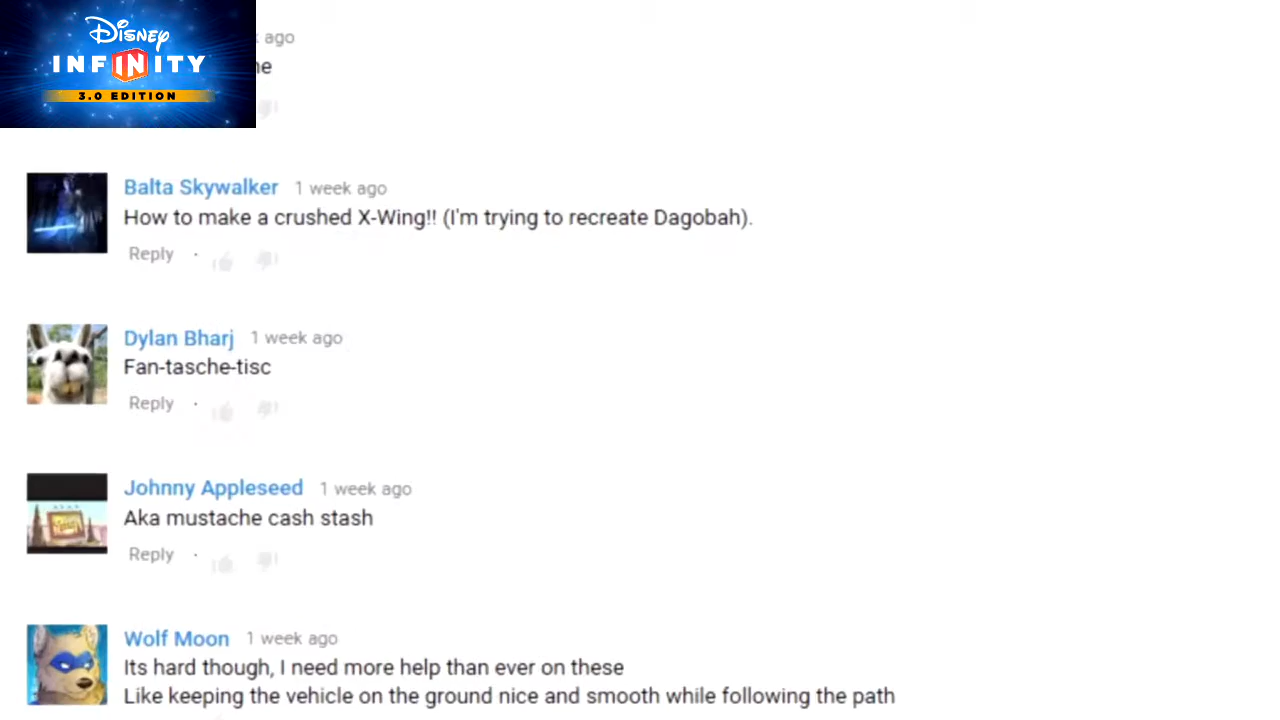 Disney
INFINITY
3.0 EDITION
ago
Balta Skywalker 1 week ago
How to make a crushed X-Wing!! (I'm trying to recreate Dagobah).
Reply ·
Dylan Bharj 1 week ago
Fan-tasche-tisc
Reply ·
Johnny Appleseed 1 week ago
Aka mustache cash stash
Reply ·
Wolf Moon 1 week ago
Its hard though, I need more help than ever on these
Like keeping the vehicle on the ground nice and smooth while following the path